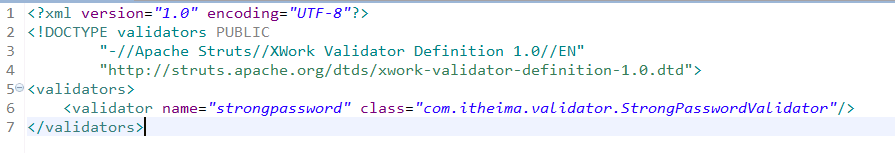 1 <?xml version="1.0" encoding="UTF-8"?>
2 <!DOCTYPE validators PUBLIC
3 "-//Apache Struts//XWork Validator Definition 1.0//EN"
4 "http://struts.apache.org/dtds/xwork-validator-definition-1.0.dtd">
5 <validators>
6 <validator name="strongpassword" class="com.itheima.validator.StrongPasswordValidator"/>
7 </validators>